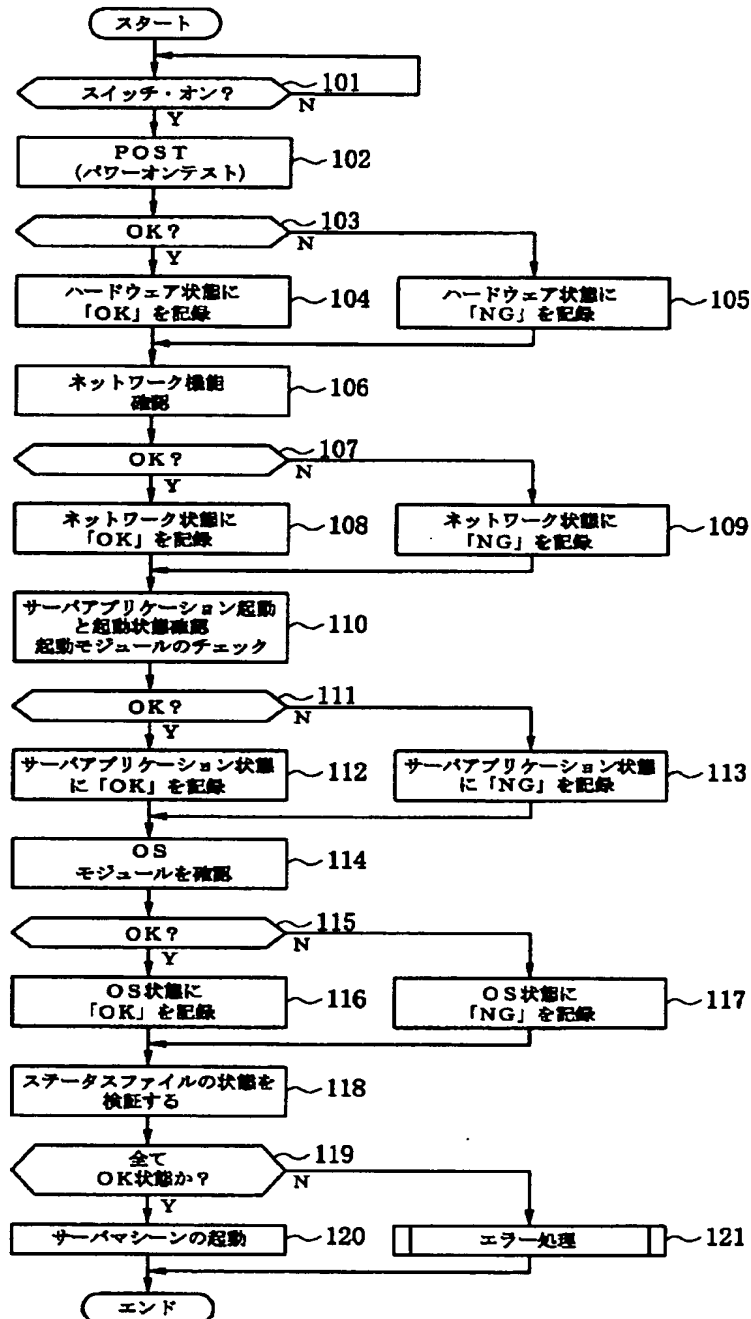 スタート
スイッチ・オン?
101
N
Y
POST
(パワーオンテスト)
102
OK?
103
N
Y
ハードウェア状態に
「OK」を記録
104
ハードウェア状態に
「NG」を記録
105
ネットワーク機能
確認
106
OK?
107
N
Y
ネットワーク状態に
「OK」を記録
108
ネットワーク状態に
「NG」を記録
109
サーバアプリケーション起動
と起動状態確認
起動モジュールのチェック
110
OK?
111
N
Y
サーバアプリケーション状態
に「OK」を記録
112
サーバアプリケーション状態
に「NG」を記録
113
OS
モジュールを確認
114
OK?
115
N
Y
OS状態に
「OK」を記録
116
OS状態に
「NG」を記録
117
ステータスファイルの状態を
検証する
118
全て
OK状態か?
119
N
Y
サーバマシーンの起動
120
エラー処理
121
エンド